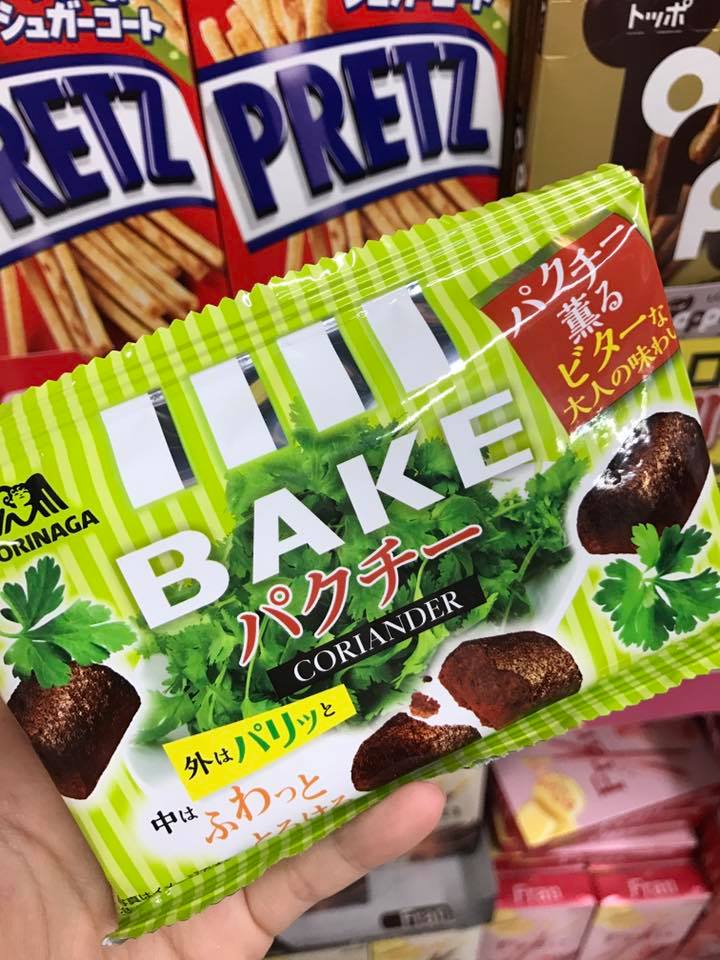 シュガーコート
PRETZ
トッポ
MORINAGA
BAKE
パクチー
CORIANDER
パクチー
薫る
ビターな
大人の味わい
外はパリッと
中はふわっと